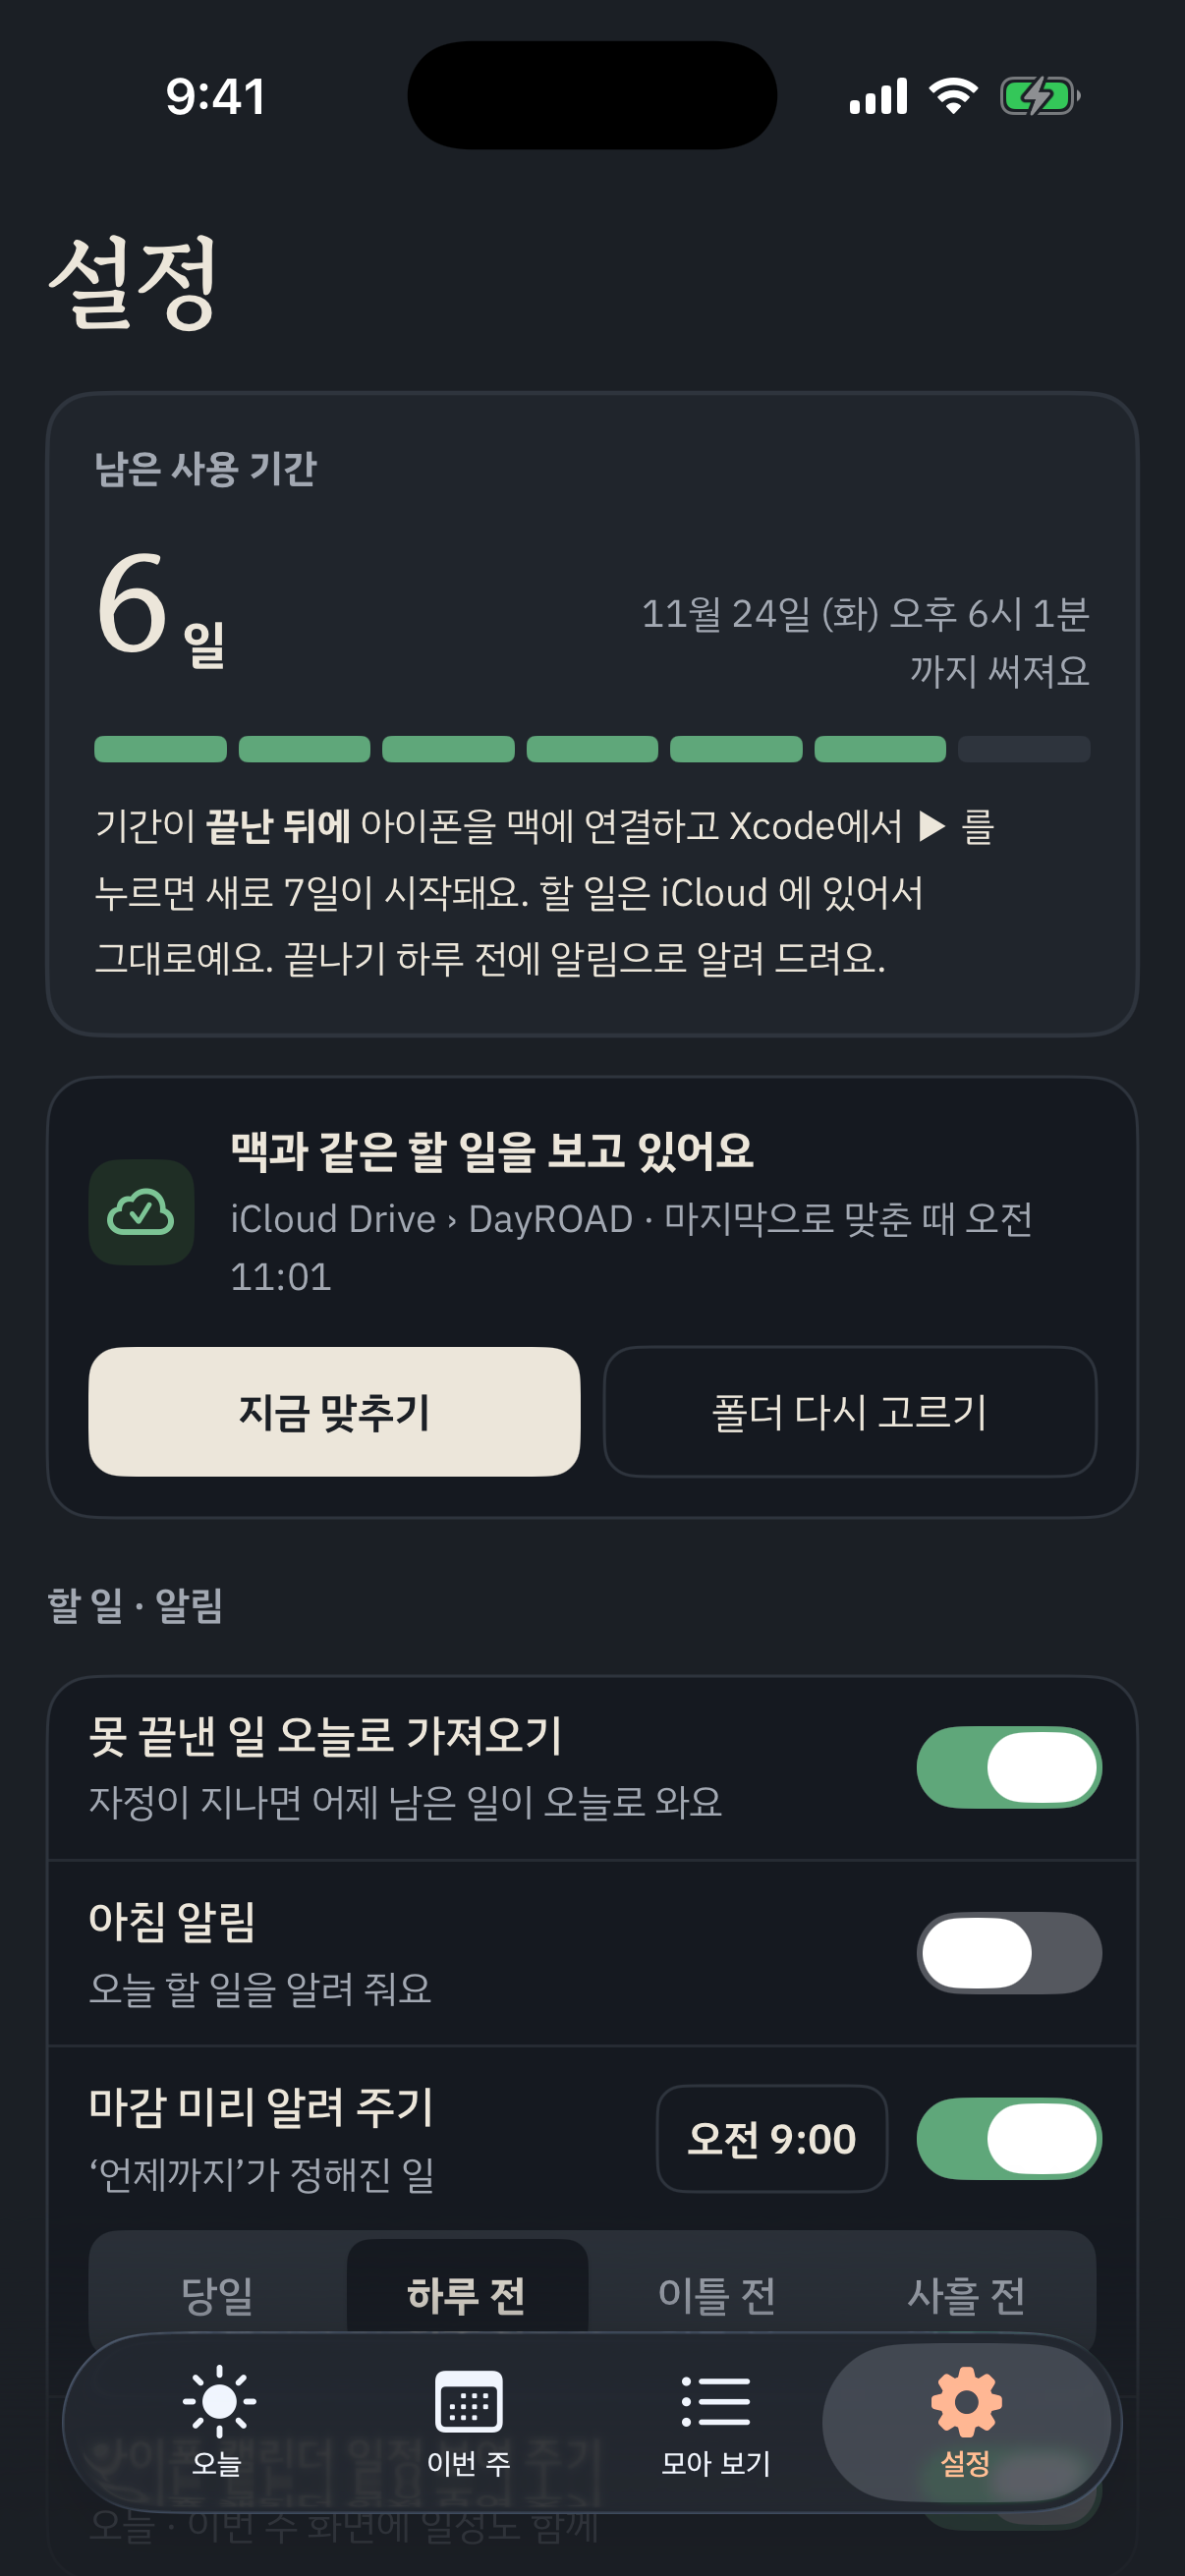 9:41
설정
남은 사용 기간
6일
11월 24일 (화) 오후 6시 1분
까지 써져요
기간이 끝난 뒤에 아이폰을 맥에 연결하고 Xcode에서 ▶ 를
누르면 새로 7일이 시작돼요. 할 일은 iCloud 에 있어서
그대로예요. 끝나기 하루 전에 알림으로 알려 드려요.
맥과 같은 할 일을 보고 있어요
iCloud Drive › DayROAD · 마지막으로 맞춘 때 오전
11:01
지금 맞추기
폴더 다시 고르기
할 일 · 알림
못 끝낸 일 오늘로 가져오기
자정이 지나면 어제 남은 일이 오늘로 와요
아침 알림
오늘 할 일을 알려 줘요
마감 미리 알려 주기
오전 9:00
‘언제까지’가 정해진 일
당일
하루 전
이틀 전
사흘 전
오늘
이번 주
모아 보기
설정
오늘 · 이번 주 화면에 일정도 함께